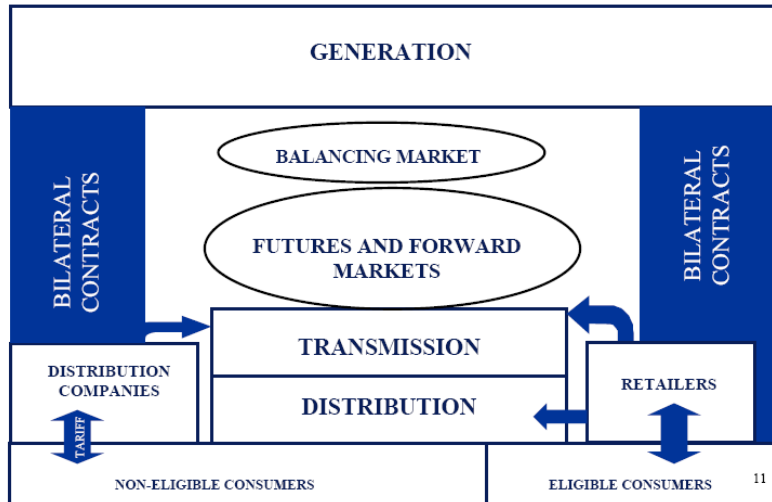 GENERATION
BALANCING MARKET
FUTURES AND FORWARD
MARKETS
BILATERAL
CONTRACTS
BILATERAL
CONTRACTS
TRANSMISSION
DISTRIBUTION
COMPANIES
RETAILERS
DISTRIBUTION
TARIFF
NON-ELIGIBLE CONSUMERS
ELIGIBLE CONSUMERS
11